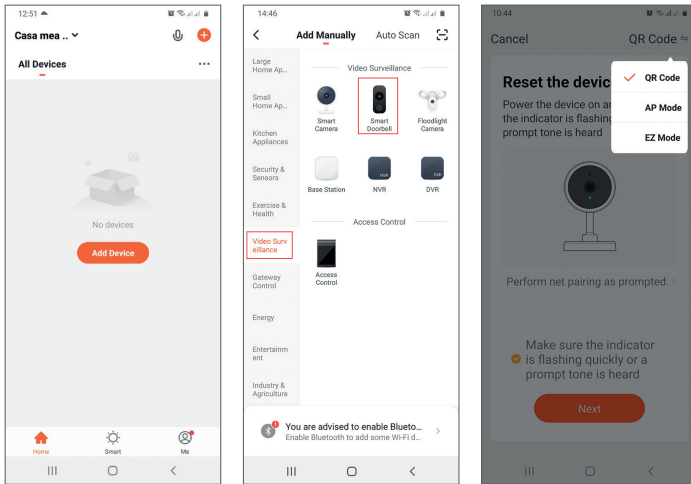 12:51
Casa mea ..
All Devices
No devices
Add Device
Home
Smart
Me
14:46
Add Manually
Auto Scan
Large
Home Ap...
Small
Home Ap...
Kitchen
Appliances
Security &
Sensors
Exercise &
Health
Video Surv
eillance
Gateway
Control
Energy
Entertainm
ent
Industry &
Agriculture
Video Surveillance
Smart
Camera
Smart
Doorbell
Floodlight
Camera
NVR
DVR
Base Station
NVR
DVR
Access Control
Access
Control
You are advised to enable Blueto...
Enable Bluetooth to add some Wi-Fi d...
10:44
Cancel
QR Code
QR Code
AP Mode
EZ Mode
Reset the devic
Power the device on an
the indicator is flashing
prompt tone is heard
Perform net pairing as prompted.
Make sure the indicator
is flashing quickly or a
prompt tone is heard
Next